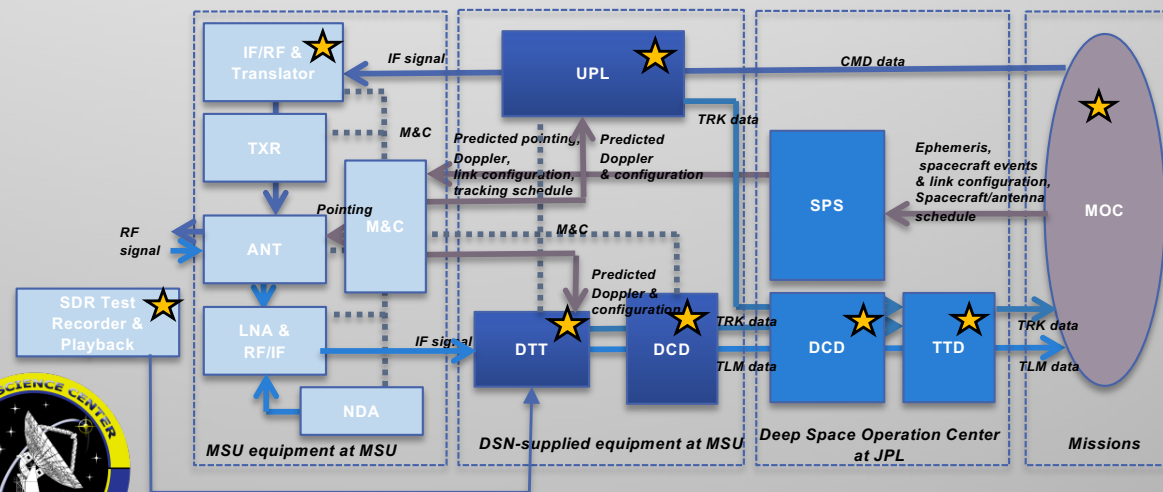 IF/RF &
Translator
IF signal
UPL
CMD data
TXR
M&C
TRK data
Predicted pointing,
Doppler,
link configuration,
tracking schedule
Predicted
Doppler
& configuration
Ephemeris,
spacecraft events
& link configuration,
Spacecraft/antenna
schedule
SPS
MOC
Pointing
M&C
M&C
RF
signal
ANT
Predicted
Doppler &
configuration
SDR Test
Recorder &
Playback
LNA &
RF/IF
IF signal
DTT
DCD
TRK data
TLM data
DCD
TTD
TRK data
TLM data
NDA
MSU equipment at MSU
DSN-supplied equipment at MSU
Deep Space Operation Center
at JPL
Missions
SCIENCE CENTER